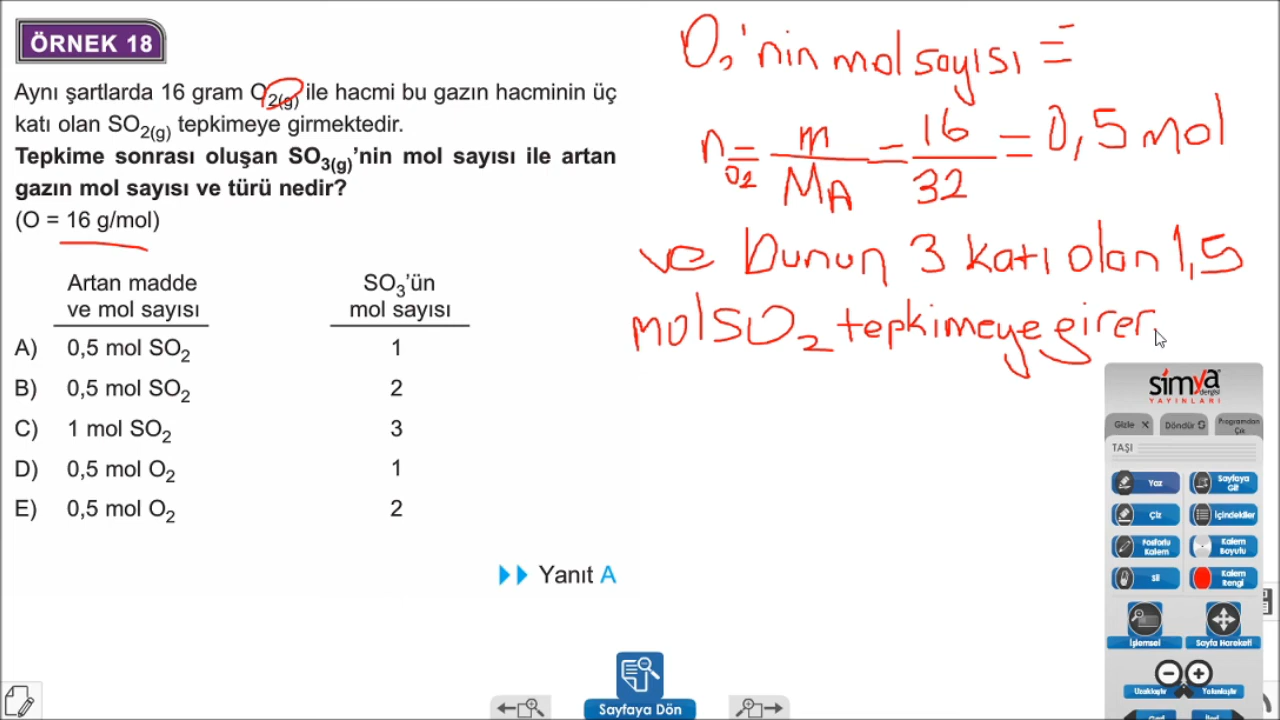 ÖRNEK 18
Aynı şartlarda 16 gram O2(g) ile hacmi bu gazın hacminin üç
katı olan SO2(g) tepkimeye girmektedir.
Tepkime sonrası oluşan SO3(g)'nin mol sayısı ile artan
gazın mol sayısı ve türü nedir?
(O = 16 g/mol)
Artan madde
ve mol sayısı
SO3'ün
mol sayısı
A) 0,5 mol SO2 1
B) 0,5 mol SO2 2
C) 1 mol SO2 3
D) 0,5 mol O2 1
E) 0,5 mol O2 2
Yanıt A
O2'nin mol sayısı =
nO2 = m/MA = 16/32 = 0,5 mol
ve bunun 3 katı olan 1,5
mol SO2 tepkimeye girer
simya
dergisi
YAYINLARI
Gizle
Döndür
Programdan
Çık
TAŞI
Yaz
Sayfaya
Git
Çiz
İçindekiler
Fosforlu
Kalem
Kalem
Boyutu
Sil
Kalem
Rengi
İşlemsel
Sayfa Hareketi
Uzaklaştır
Yakınlaştır
Geri
İleri
Sayfaya Dön